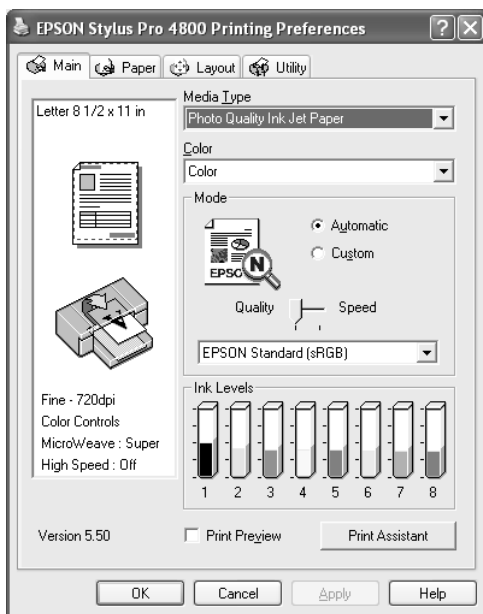 EPSON Stylus Pro 4800 Printing Preferences
Main
Paper
Layout
Utility
Letter 8 1/2 x 11 in
Fine - 720dpi
Color Controls
MicroWeave : Super
High Speed : Off
Version 5.50
Media Type
Photo Quality Ink Jet Paper
Color
Color
Mode
EPSO
N
Automatic
Custom
Quality
Speed
EPSON Standard (sRGB)
Ink Levels
1 2 3 4 5 6 7 8
Print Preview
Print Assistant
OK
Cancel
Apply
Help